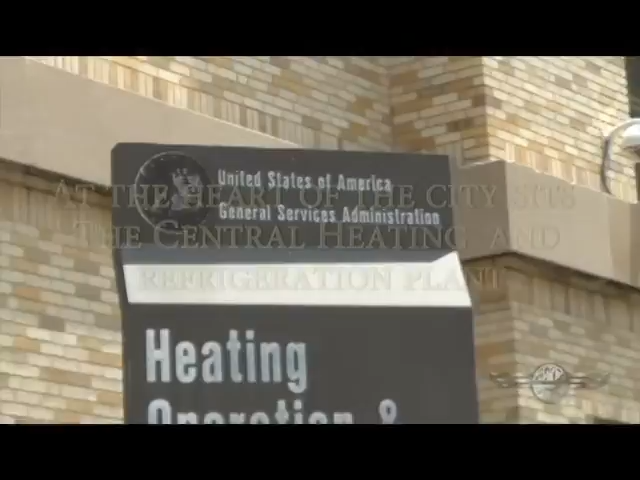 United States of America
General Services Administration
AT THE HEART OF THE CITY SITS
THE CENTRAL HEATING AND
REFRIGERATION PLANT
Heating
Operation &